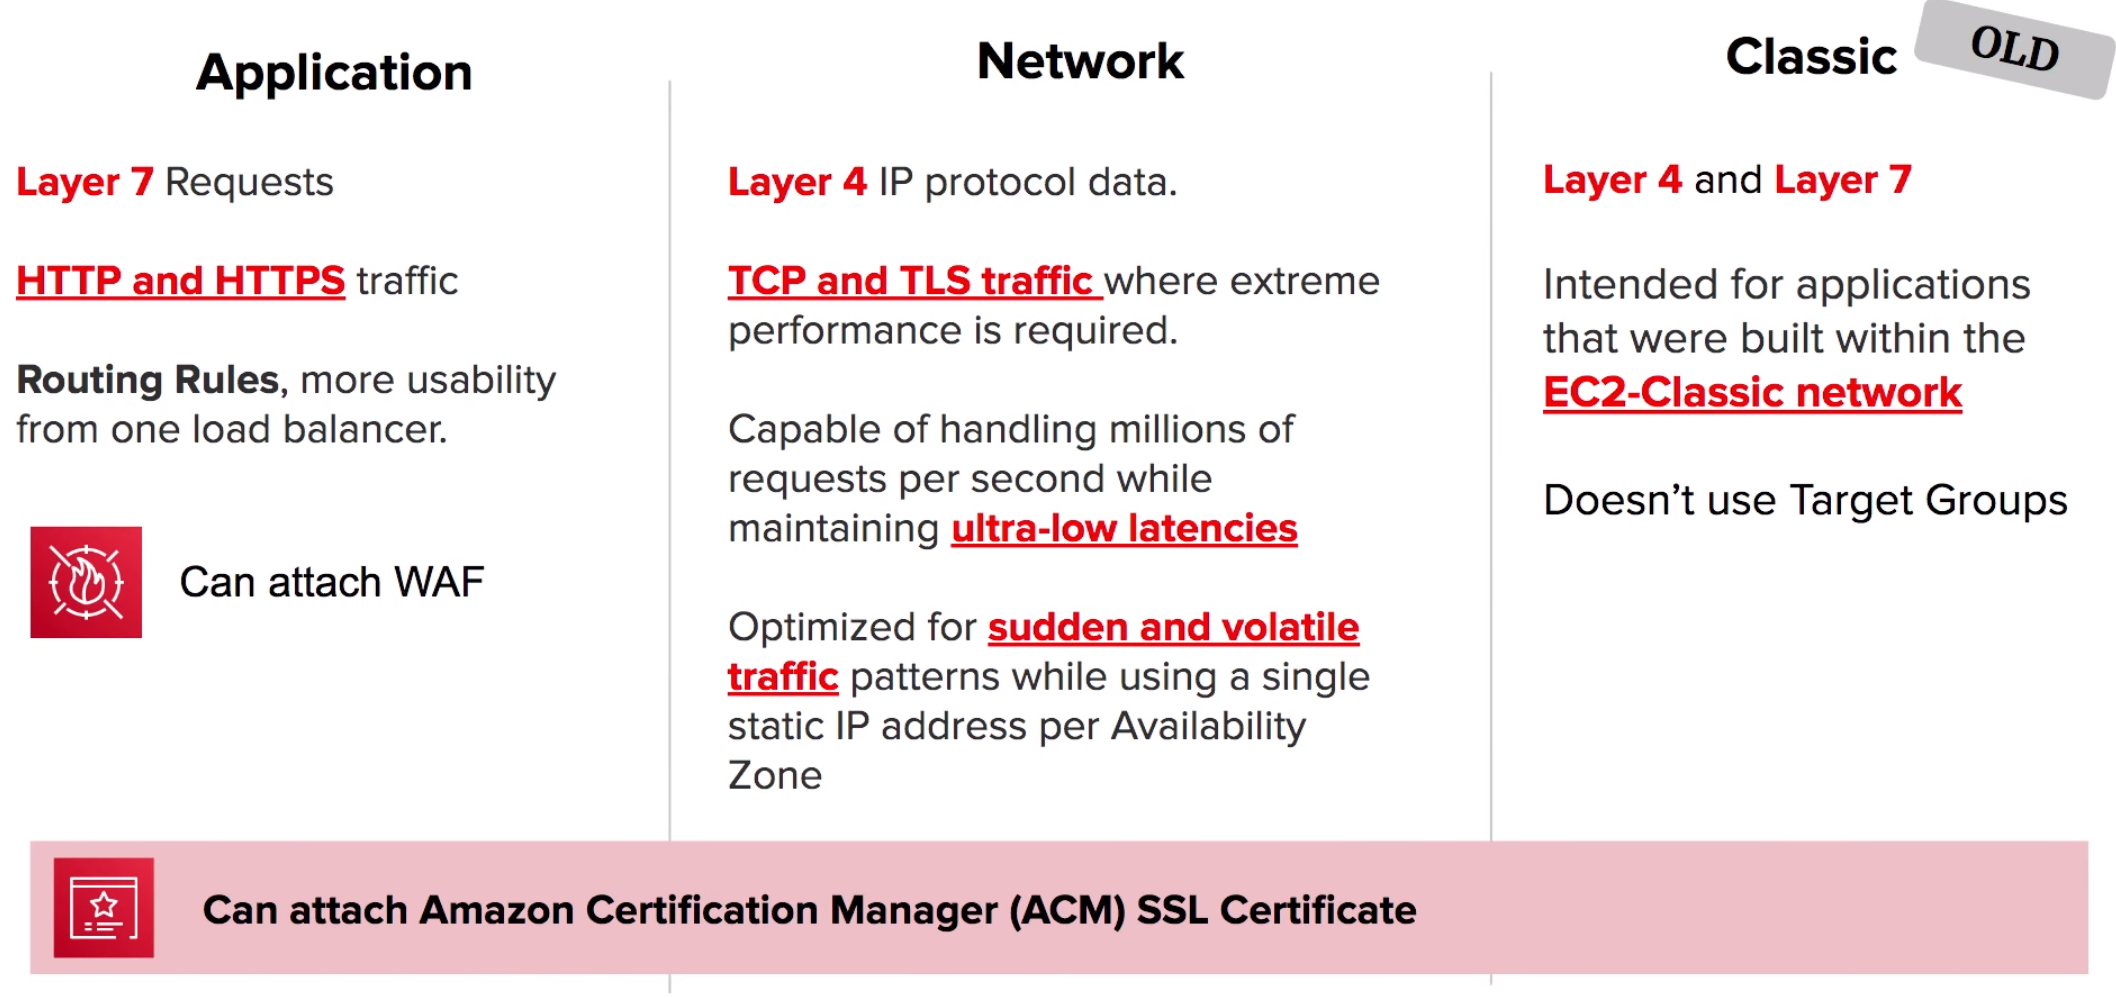 Application
Layer 7 Requests
HTTP and HTTPS traffic
Routing Rules, more usability
from one load balancer.
Can attach WAF
Network
Layer 4 IP protocol data.
TCP and TLS traffic where extreme
performance is required.
Capable of handling millions of
requests per second while
maintaining ultra-low latencies
Optimized for sudden and volatile
traffic patterns while using a single
static IP address per Availability
Zone
Classic
OLD
Layer 4 and Layer 7
Intended for applications
that were built within the
EC2-Classic network
Doesn’t use Target Groups
Can attach Amazon Certification Manager (ACM) SSL Certificate